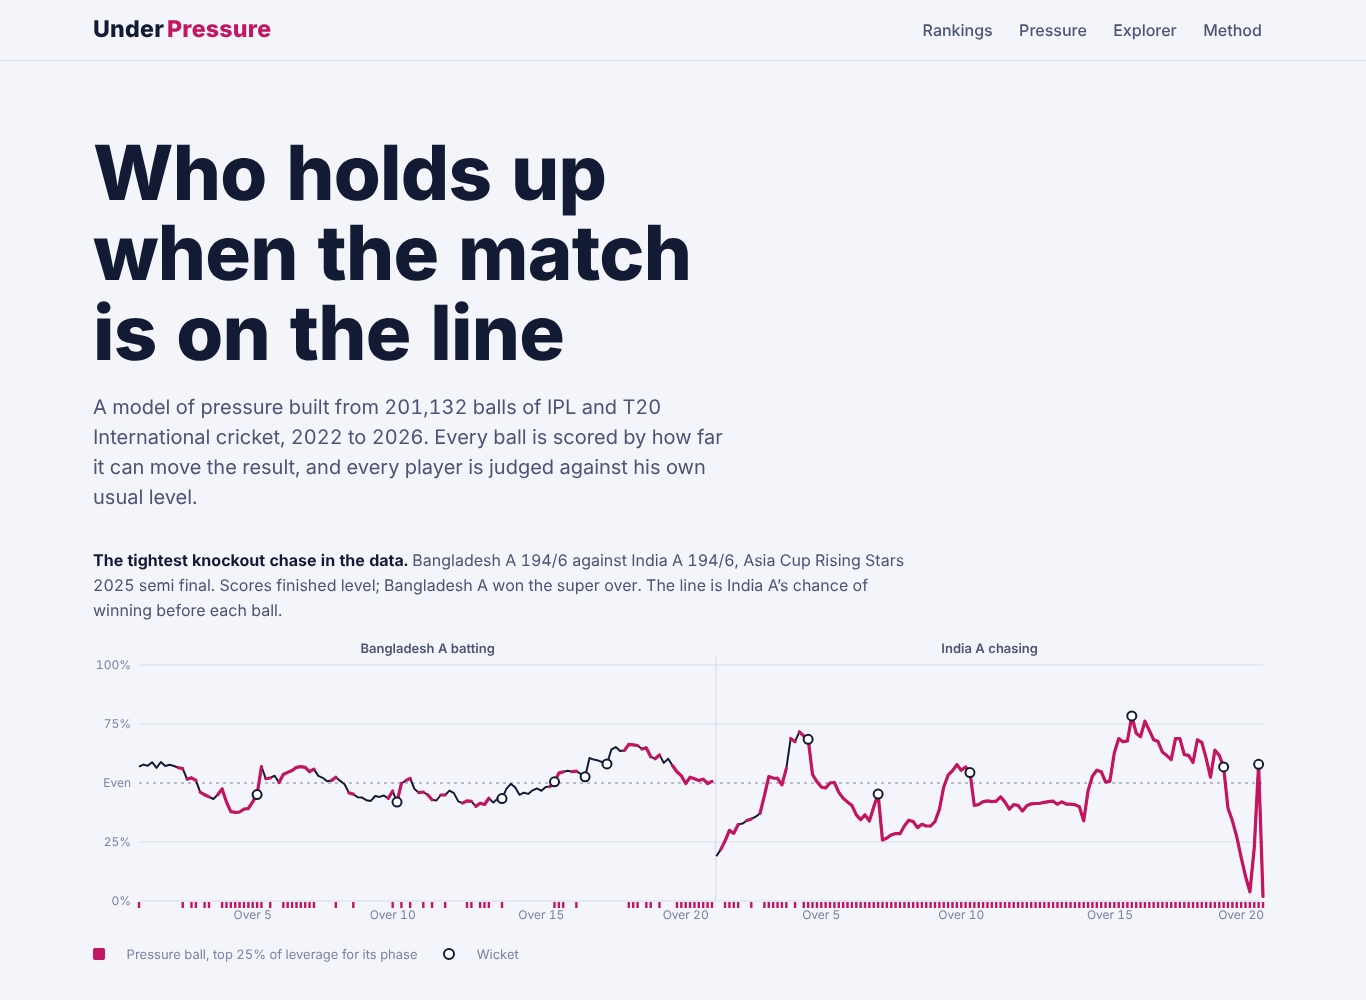 UnderPressure
Rankings Pressure Explorer Method
Who holds up
when the match
is on the line
A model of pressure built from 201,132 balls of IPL and T20
International cricket, 2022 to 2026. Every ball is scored by how far
it can move the result, and every player is judged against his own
usual level.
The tightest knockout chase in the data. Bangladesh A 194/6 against India A 194/6, Asia Cup Rising Stars
2025 semi final. Scores finished level; Bangladesh A won the super over. The line is India A’s chance of
winning before each ball.
Bangladesh A batting India A chasing
100%
75%
Even
25%
0%
Over 5 Over 10 Over 15 Over 20 Over 5 Over 10 Over 15 Over 20
Pressure ball, top 25% of leverage for its phase Wicket